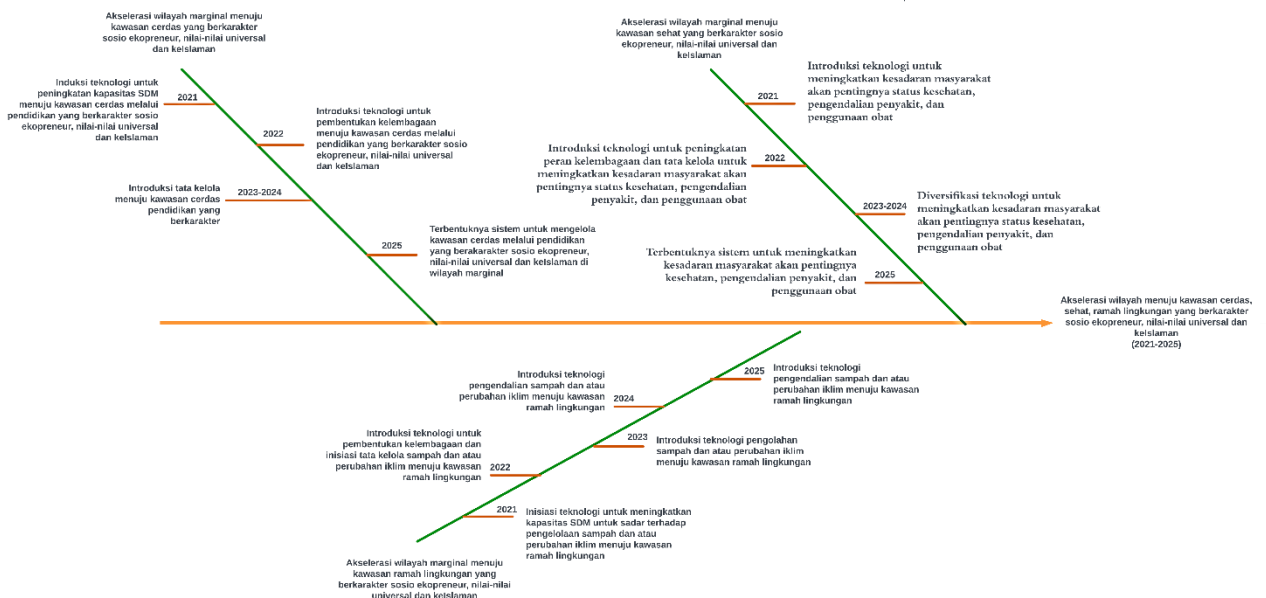 Akselerasi wilayah marginal menuju
kawasan cerdas yang berkarakter
sosio ekopreneur, nilai-nilai universal
dan keIslaman
Induksi teknologi untuk
peningkatan kapasitas SDM
menuju kawasan cerdas melalui
pendidikan yang berkarakter sosio
ekopreneur, nilai-nilai universal
dan keIslaman
2021
2022
Introduksi teknologi untuk
pembentukan kelembagaan
menuju kawasan cerdas melalui
pendidikan yang berkarakter sosio
ekopreneur, nilai-nilai universal
dan keIslaman
Introduksi tata kelola
menuju kawasan cerdas
pendidikan yang
berkarakter
2023-2024
2025
Terbentuknya sistem untuk mengelola
kawasan cerdas melalui pendidikan
yang berakarakter sosio ekopreneur,
nilai-nilai universal dan keIslaman di
wilayah marginal
Akselerasi wilayah marginal menuju
kawasan sehat yang berkarakter sosio
ekopreneur, nilai-nilai universal dan
keIslaman
2021
Introduksi teknologi untuk
meningkatkan kesadaran masyarakat
akan pentingya status kesehatan,
pengendalian penyakit, dan
penggunaan obat
Introduksi teknologi untuk peningkatan
peran kelembagaan dan tata kelola untuk
meningkatkan kesadaran masyarakat akan
pentingya status kesehatan, pengendalian
penyakit, dan penggunaan obat
2022
2023-2024
Diversifikasi teknologi untuk
meningkatkan kesadaran masyarakat
akan pentingya status kesehatan,
pengendalian penyakit, dan
penggunaan obat
Terbentuknya sistem untuk meningkatkan
kesadaran masyarakat akan pentingnya
kesehatan, pengendalian penyakit, dan
penggunaan obat
2025
Akselerasi wilayah menuju kawasan cerdas,
sehat, ramah lingkungan yang berkarakter
sosio ekopreneur, nilai-nilai universal dan
keIslaman
(2021-2025)
2025
Introduksi teknologi
pengendalian sampah dan atau
perubahan iklim menuju kawasan
ramah lingkungan
Introduksi teknologi
pengendalian sampah dan atau
perubahan iklim menuju kawasan
ramah lingkungan
2024
2023
Introduksi teknologi pengolahan
sampah dan atau perubahan iklim
menuju kawasan ramah lingkungan
Introduksi teknologi untuk
pembentukan kelembagaan dan
inisiasi tata kelola sampah dan atau
perubahan iklim menuju kawasan
ramah lingkungan
2022
2021
Inisiasi teknologi untuk meningkatkan
kapasitas SDM untuk sadar terhadap
pengelolaan sampah dan atau
perubahan iklim menuju kawasan
ramah lingkungan
Akselerasi wilayah marginal menuju
kawasan ramah lingkungan yang
berkarakter sosio ekopreneur, nilai-nilai
universal dan keIslaman